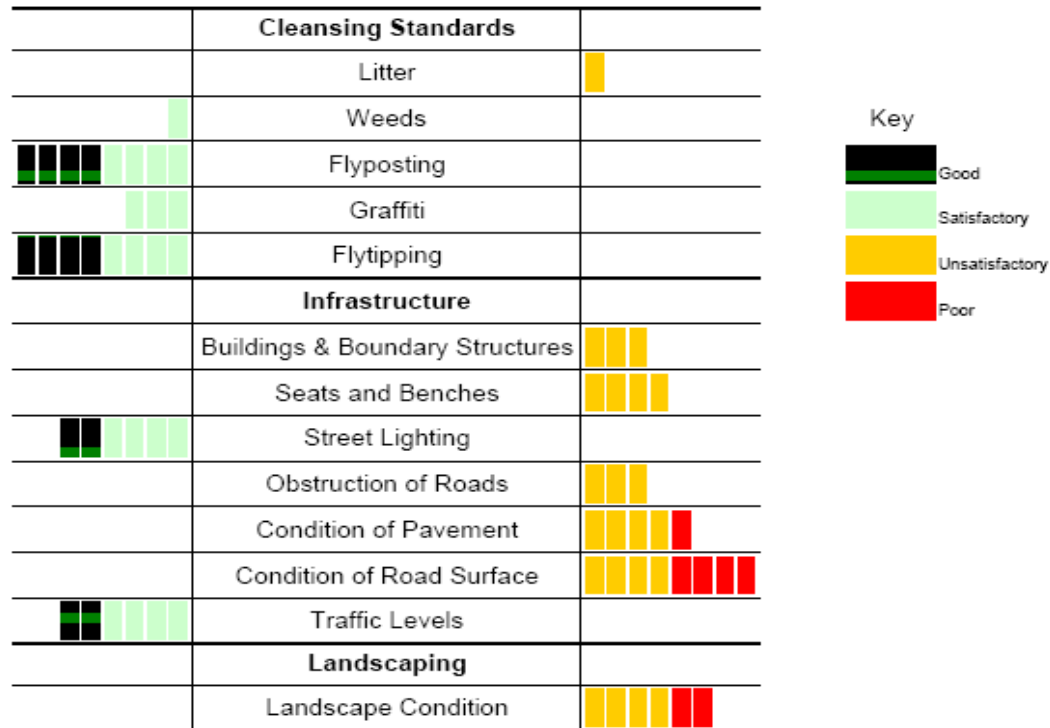 Cleansing Standards
Litter
Weeds
Flyposting
Graffiti
Flytipping
Infrastructure
Buildings & Boundary Structures
Seats and Benches
Street Lighting
Obstruction of Roads
Condition of Pavement
Condition of Road Surface
Traffic Levels
Landscaping
Landscape Condition
Key
Good
Satisfactory
Unsatisfactory
Poor